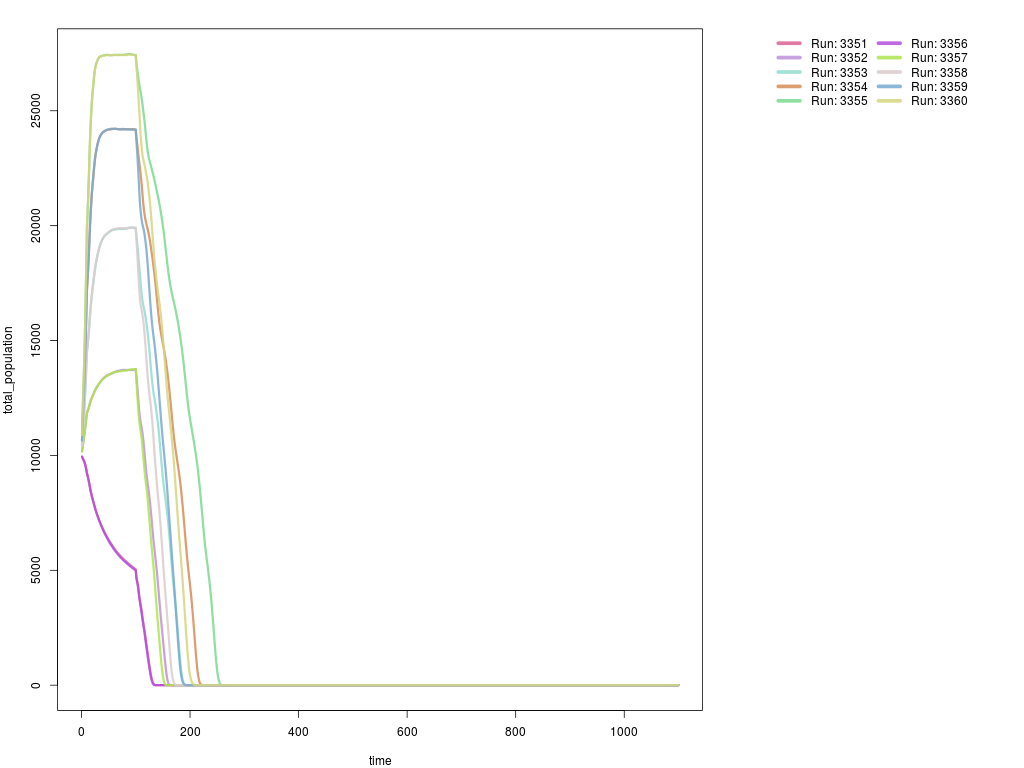 Run: 3351
Run: 3352
Run: 3353
Run: 3354
Run: 3355
Run: 3356
Run: 3357
Run: 3358
Run: 3359
Run: 3360
total_population
25000
20000
15000
10000
5000
0
0 200 400 600 800 1000
time